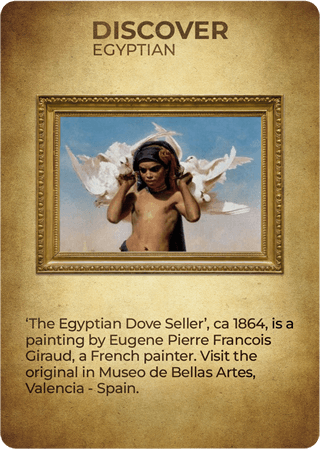 DISCOVER
EGYPTIAN
‘The Egyptian Dove Seller’, ca 1864, is a
painting by Eugene Pierre Francois
Giraud, a French painter. Visit the
original in Museo de Bellas Artes,
Valencia - Spain.